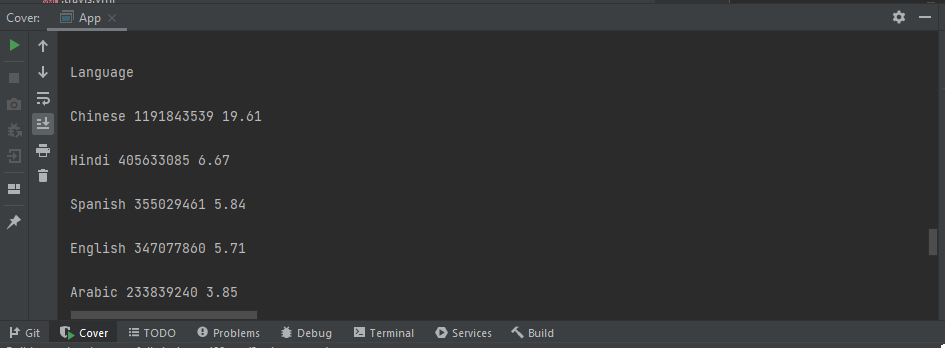 Cover: App
Language
Chinese 1191843539 19.61
Hindi 405633085 6.67
Spanish 355029461 5.84
English 347077860 5.71
Arabic 233839240 3.85
Git Cover TODO Problems Debug Terminal Services Build